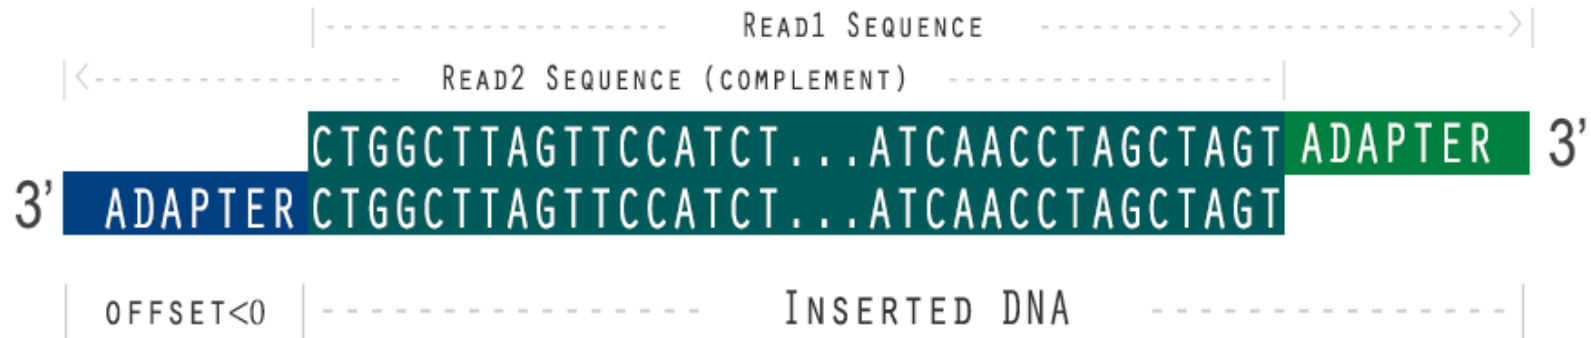 READ1 SEQUENCE
READ2 SEQUENCE (COMPLEMENT)
CTGGCTTAGTTCCATCT...ATCAACCTAGCTAGT ADAPTER 3’
3’ ADAPTER CTGGCTTAGTTCCATCT...ATCAACCTAGCTAGT
OFFSET<0 INSERTED DNA